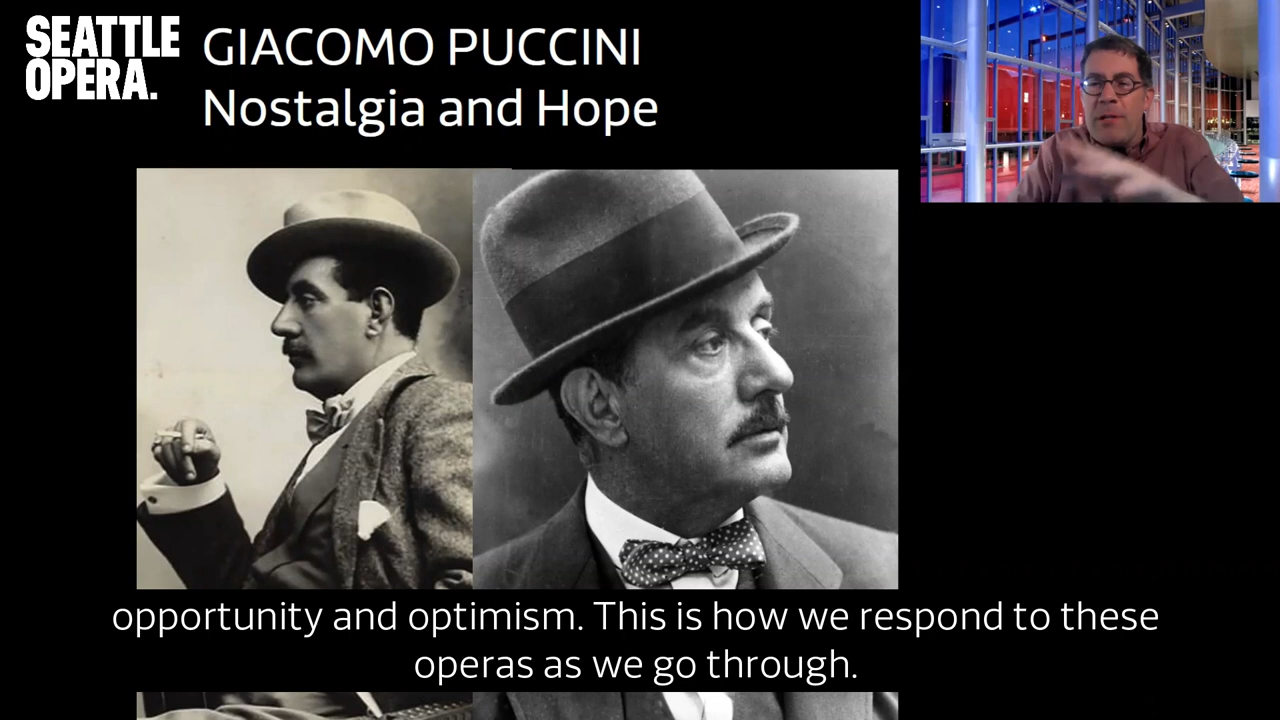 SEATTLE
OPERA.
GIACOMO PUCCINI
Nostalgia and Hope
opportunity and optimism. This is how we respond to these
operas as we go through.